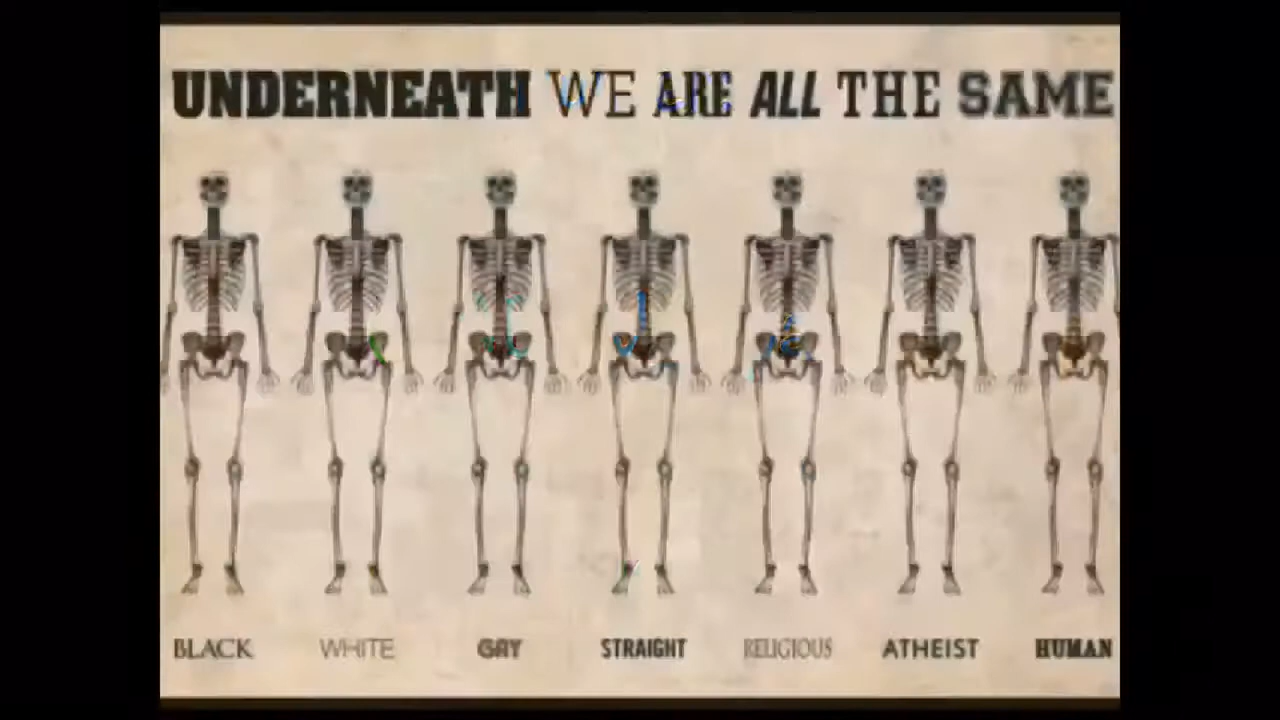 UNDERNEATH WE ARE ALL THE SAME
BLACK WHITE GAY STRAIGHT RELIGIOUS ATHEIST HUMAN